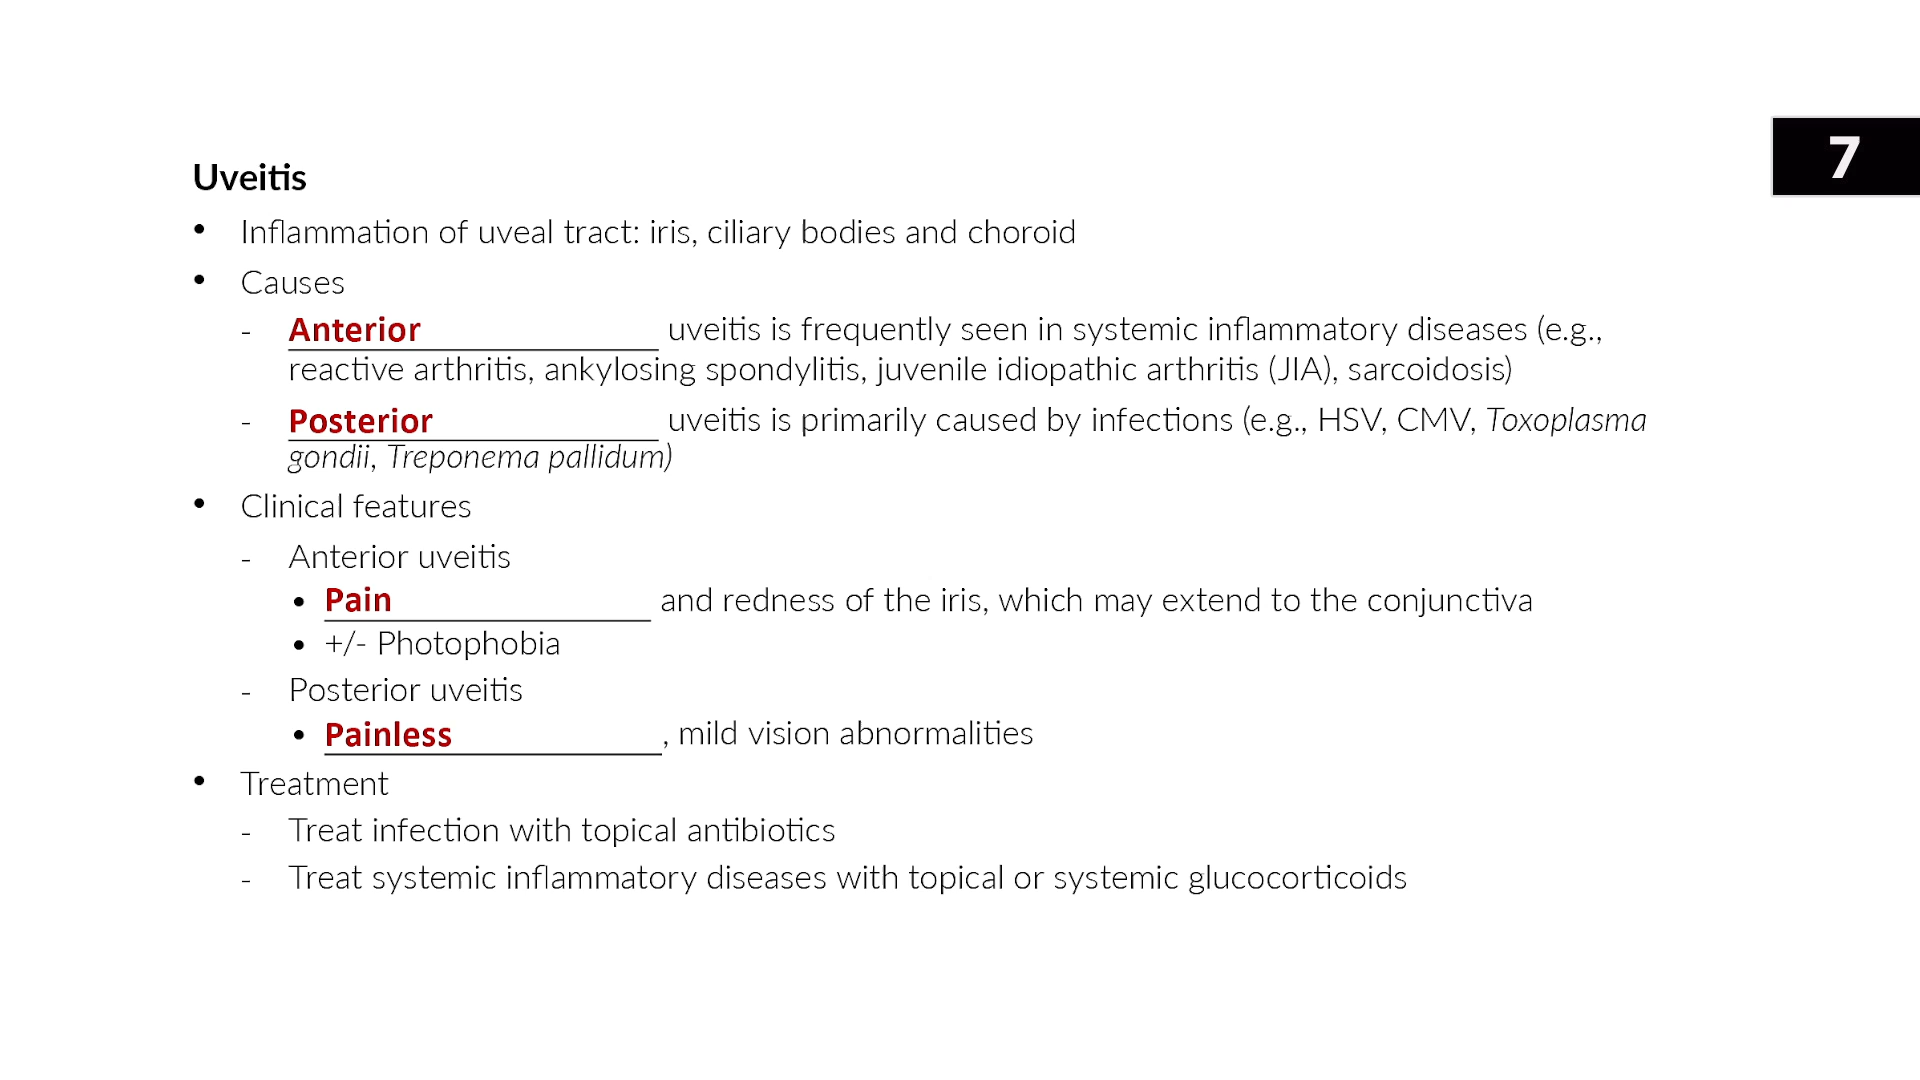 7
Uveitis
• Inflammation of uveal tract: iris, ciliary bodies and choroid
• Causes
- Anterior uveitis is frequently seen in systemic inflammatory diseases (e.g.,
reactive arthritis, ankylosing spondylitis, juvenile idiopathic arthritis (JIA), sarcoidosis)
- Posterior uveitis is primarily caused by infections (e.g., HSV, CMV, Toxoplasma
gondii, Treponema pallidum)
• Clinical features
- Anterior uveitis
• Pain and redness of the iris, which may extend to the conjunctiva
• +/- Photophobia
- Posterior uveitis
• Painless, mild vision abnormalities
• Treatment
- Treat infection with topical antibiotics
- Treat systemic inflammatory diseases with topical or systemic glucocorticoids